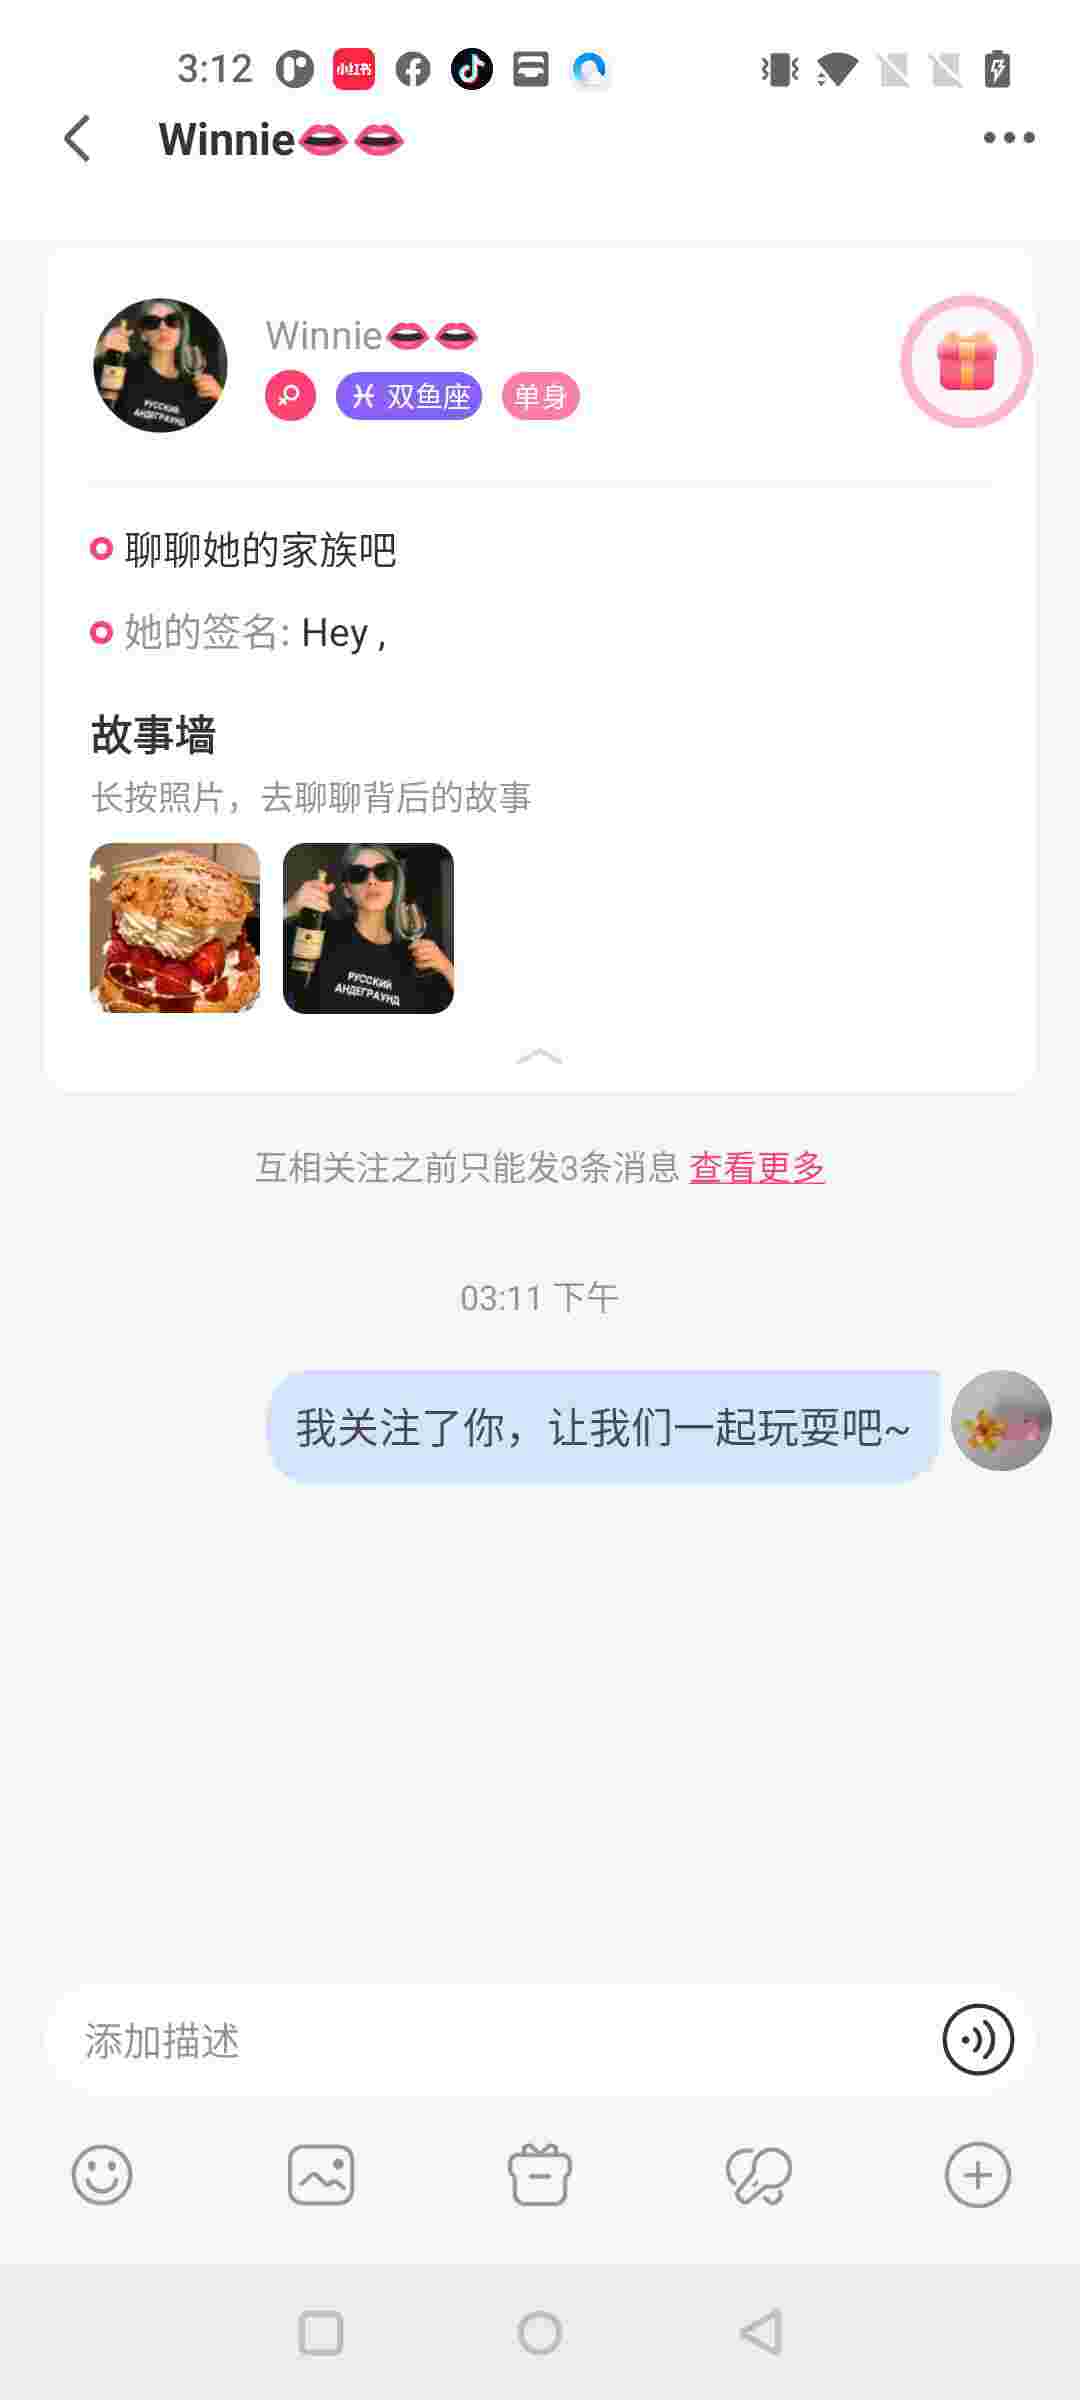 3:12
小红书
Winnie
Winnie
双鱼座 单身
聊聊她的家族吧
她的签名: Hey ,
故事墙
长按照片，去聊聊背后的故事
РУССКИЙ
АНДЕГРАУНД
互相关注之前只能发3条消息 查看更多
03:11 下午
我关注了你，让我们一起玩耍吧~
添加描述